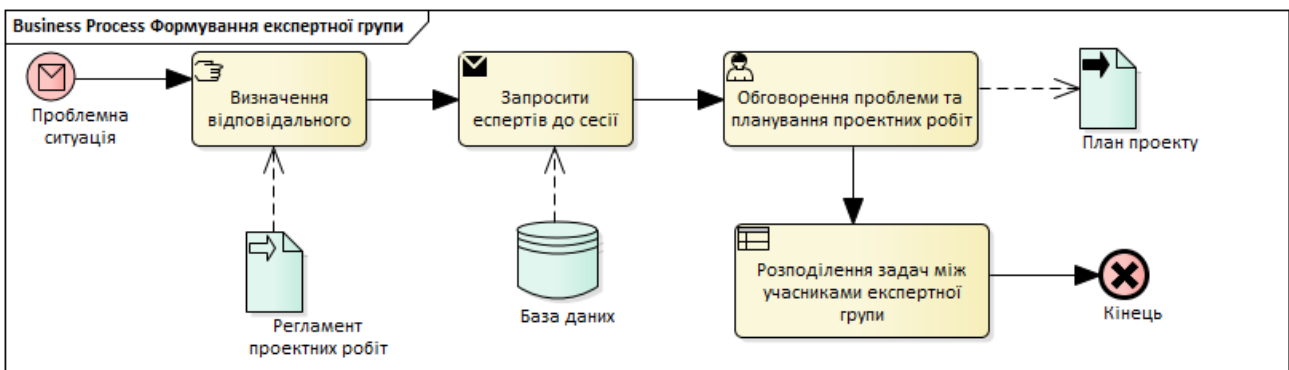 Business Process Формування експертної групи
Проблемна
ситуація
Визначення
відповідального
Запросити
еспертів до сесії
Обговорення проблеми та
планування проектних робіт
План проекту
Регламент
проектних робіт
База даних
Розподілення задач між
учасниками експертної
групи
Кінець